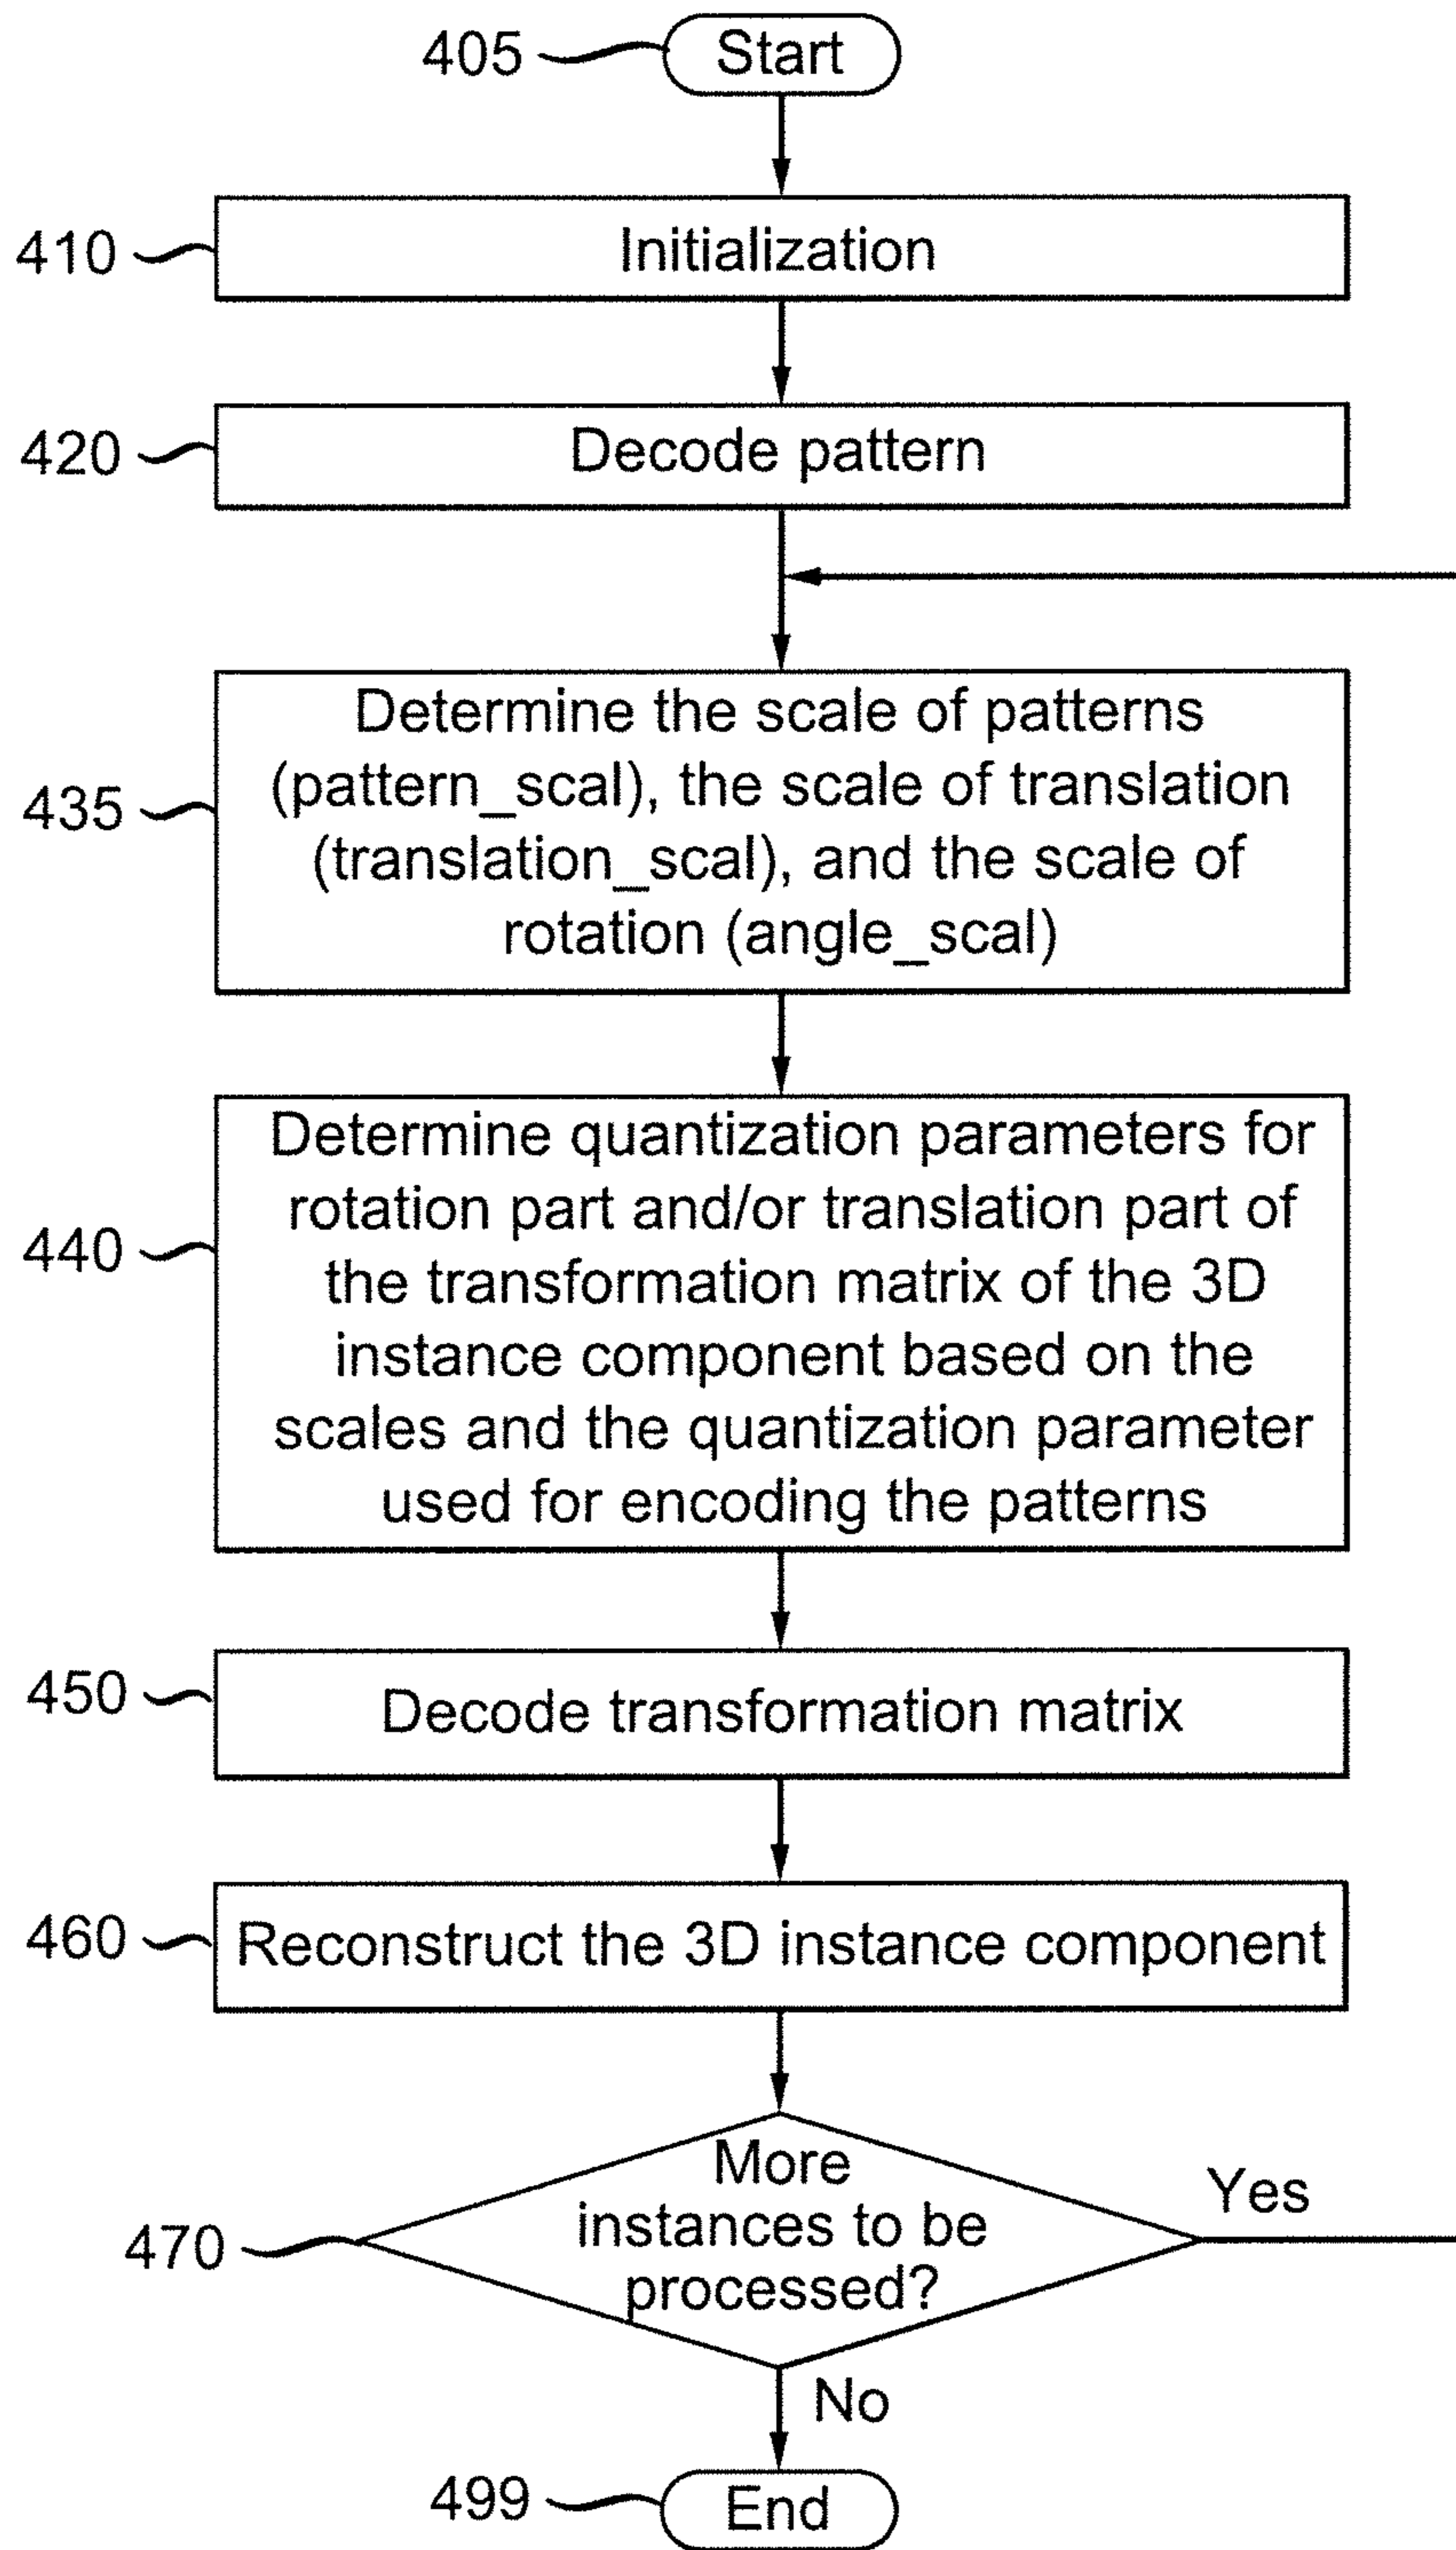 405
Start
410
Initialization
420
Decode pattern
435
Determine the scale of patterns
(pattern_scal), the scale of translation
(translation_scal), and the scale of
rotation (angle_scal)
440
Determine quantization parameters for
rotation part and/or translation part of
the transformation matrix of the 3D
instance component based on the
scales and the quantization parameter
used for encoding the patterns
450
Decode transformation matrix
460
Reconstruct the 3D instance component
470
More
instances to be
processed?
Yes
No
499
End